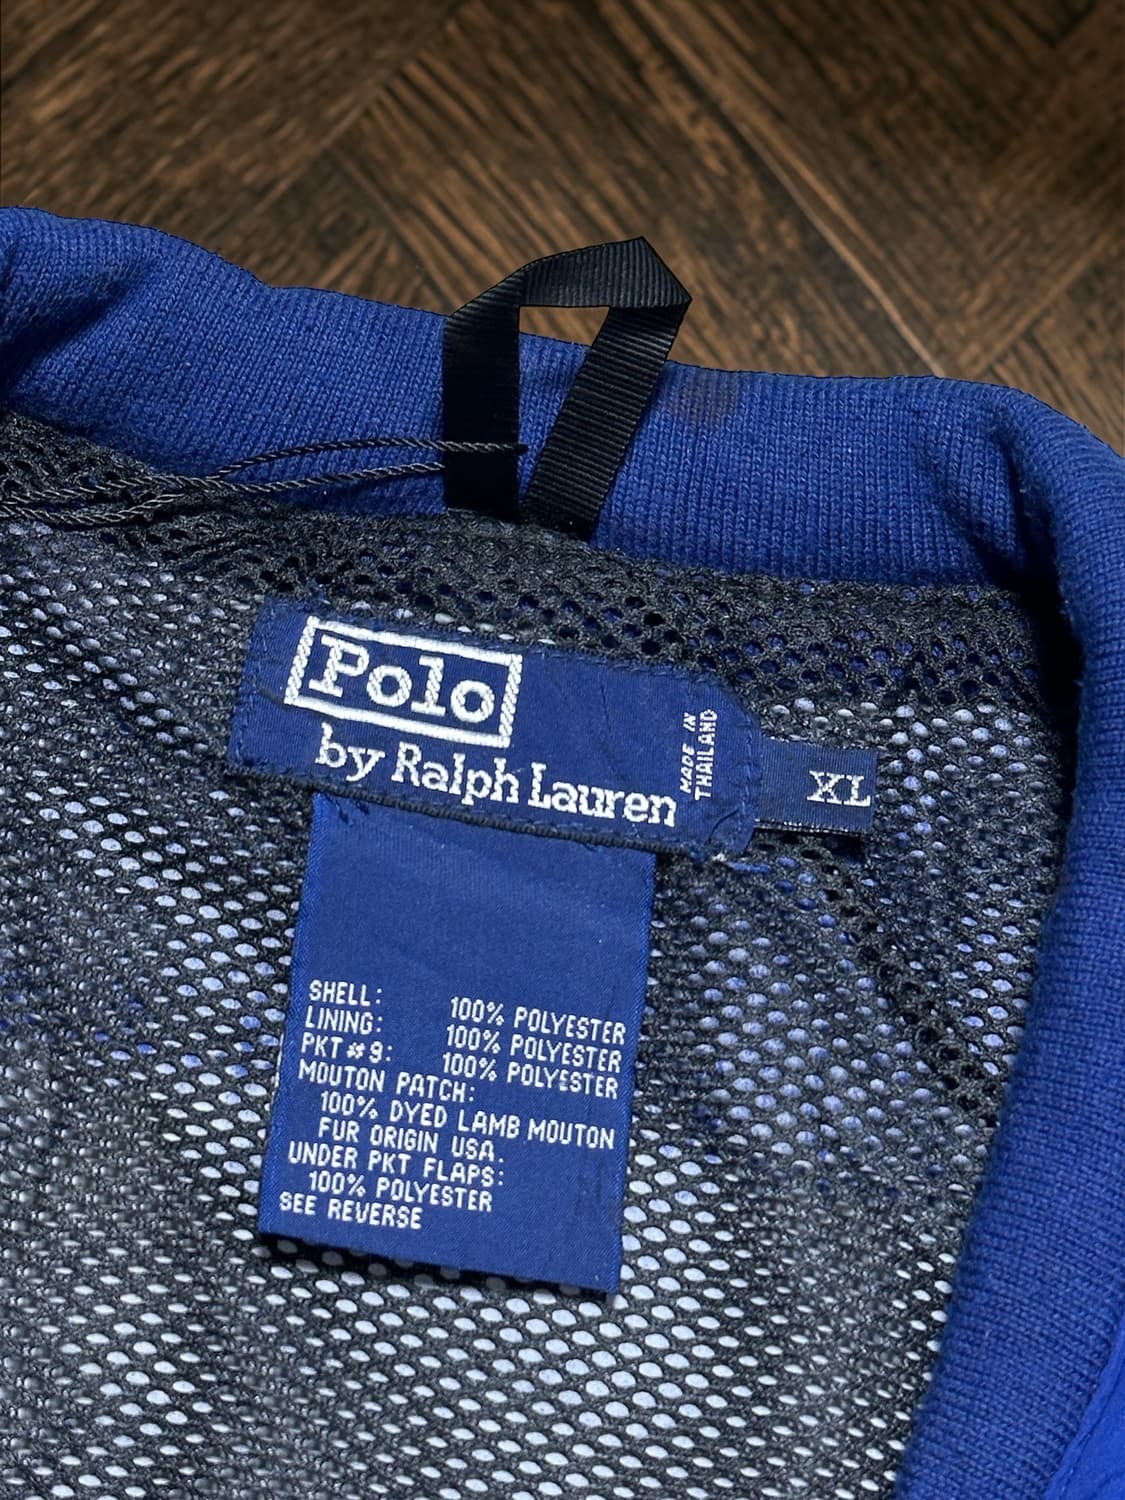 Polo
by Ralph Lauren
MADE IN
THAILAND
XL
SHELL: 100% POLYESTER
LINING: 100% POLYESTER
PKT #9: 100% POLYESTER
MOUTON PATCH:
100% DYED LAMB MOUTON
FUR ORIGIN USA.
UNDER PKT FLAPS:
100% POLYESTER
SEE REVERSE